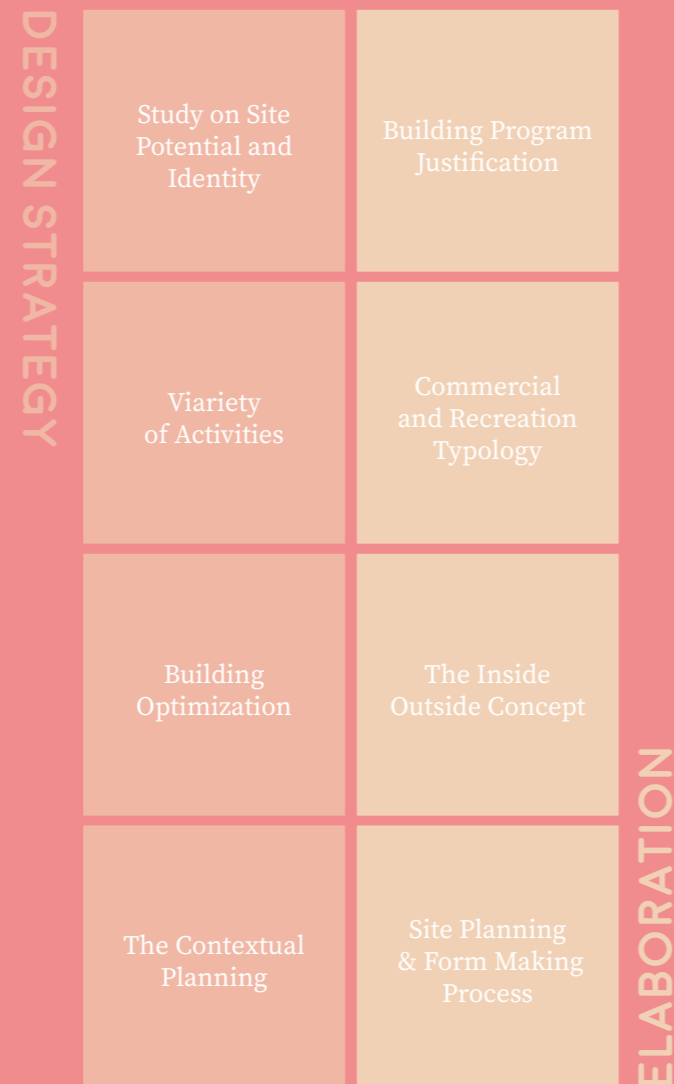 DESIGN STRATEGY
Study on Site
Potential and
Identity
Building Program
Justification
Viariety
of Activities
Commercial
and Recreation
Typology
Building
Optimization
The Inside
Outside Concept
The Contextual
Planning
Site Planning
& Form Making
Process
ELABORATION